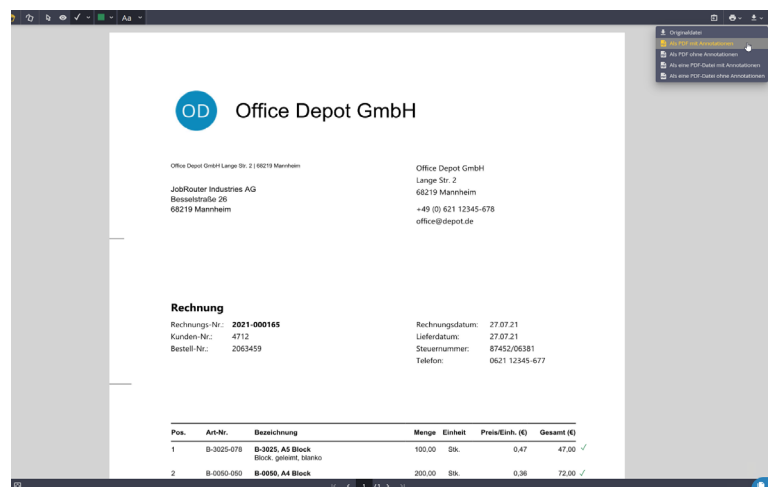 Aa
Originaldatei
Als PDF mit Annotationen
Als PDF ohne Annotationen
Als eine PDF-Datei mit Annotationen
Als eine PDF-Datei ohne Annotationen
OD Office Depot GmbH
Office Depot GmbH Lange Str. 2 | 68219 Mannheim
JobRouter Industries AG
Besselstraße 26
68219 Mannheim
Office Depot GmbH
Lange Str. 2
68219 Mannheim
+49 (0) 621 12345-678
office@depot.de
Rechnung
Rechnungs-Nr.: 2021-000165
Kunden-Nr.: 4712
Bestell-Nr.: 2063459
Rechnungsdatum: 27.07.21
Lieferdatum: 27.07.21
Steuernummer: 87452/06381
Telefon: 0621 12345-677
Pos. Art-Nr. Bezeichnung Menge Einheit Preis/Einh. (€) Gesamt (€)
1 B-3025-078 B-3025, A5 Block 100,00 Stk. 0,47 47,00
Block, geleimt, blanko
2 B-0050-050 B-0050, A4 Block 200,00 Stk. 0,36 72,00